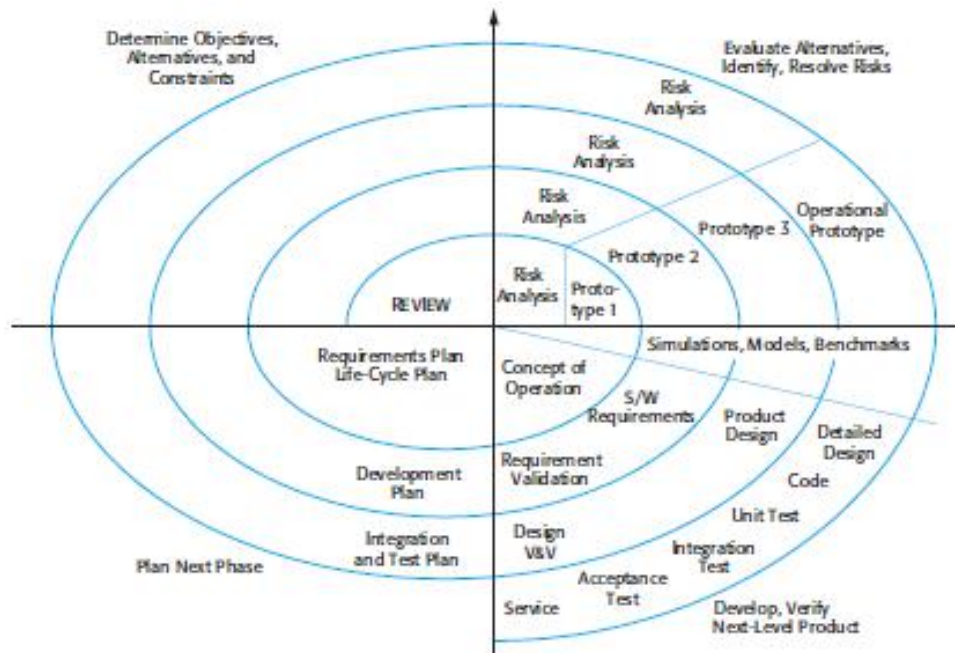 Determine Objectives,
Alternatives, and
Constraints
Evaluate Alternatives,
Identify, Resolve Risks
Risk
Analysis
Risk
Analysis
Risk
Analysis
Operational
Prototype
Prototype 3
Prototype 2
Risk
Analysis
Proto-
type 1
REVIEW
Simulations, Models, Benchmarks
Requirements Plan
Life-Cycle Plan
Concept of
Operation
S/W
Requirements
Product
Design
Detailed
Design
Development
Plan
Requirement
Validation
Code
Unit Test
Integration
and Test Plan
Design
V&V
Integration
Test
Plan Next Phase
Acceptance
Test
Service
Develop, Verify
Next-Level Product